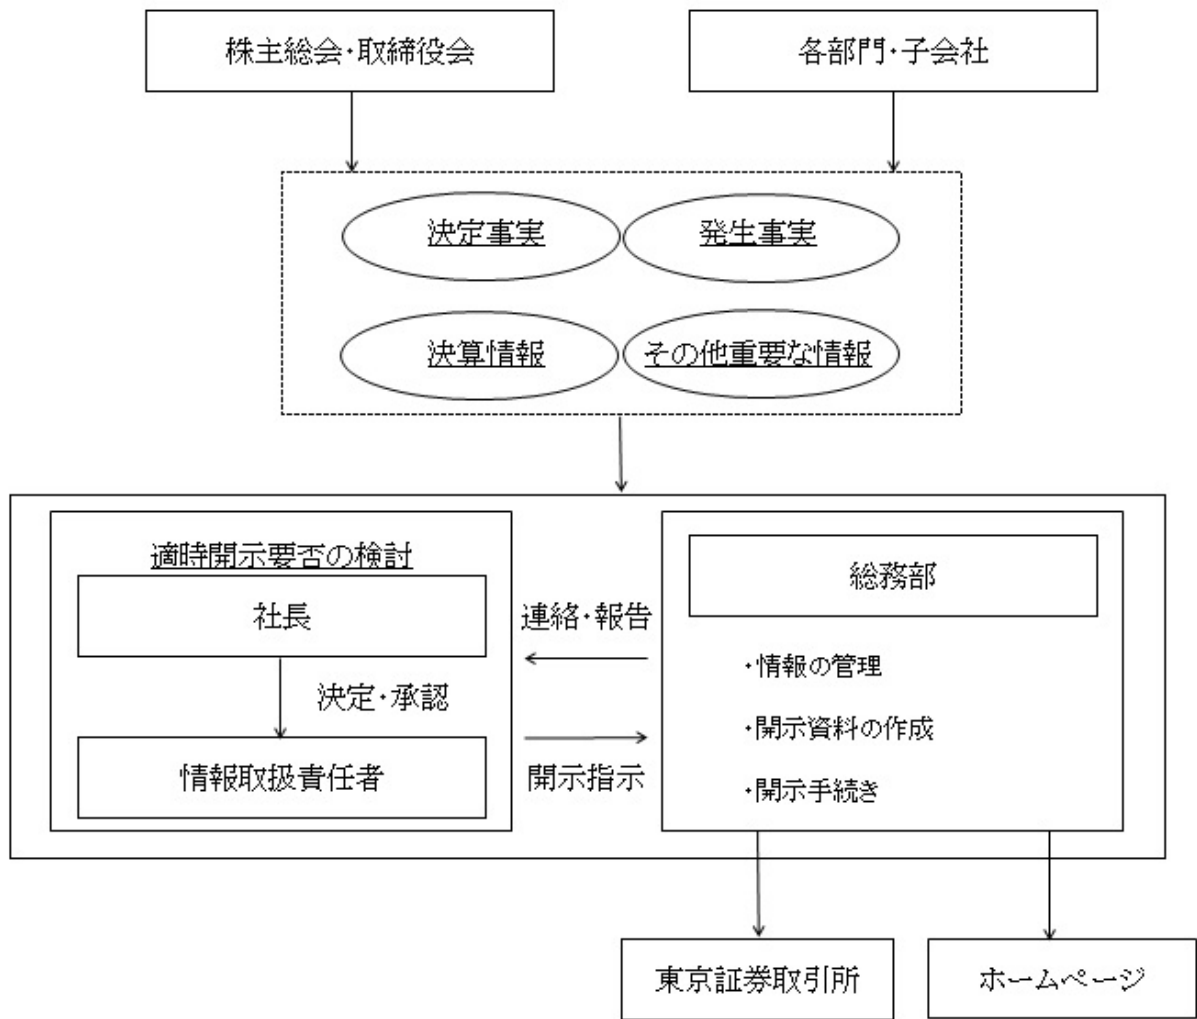 株主総会・取締役会
各部門・子会社
決定事実
発生事実
決算情報
その他重要な情報
適時開示要否の検討
社長
決定・承認
情報取扱責任者
連絡・報告
開示指示
総務部
・情報の管理
・開示資料の作成
・開示手続き
東京証券取引所
ホームページ